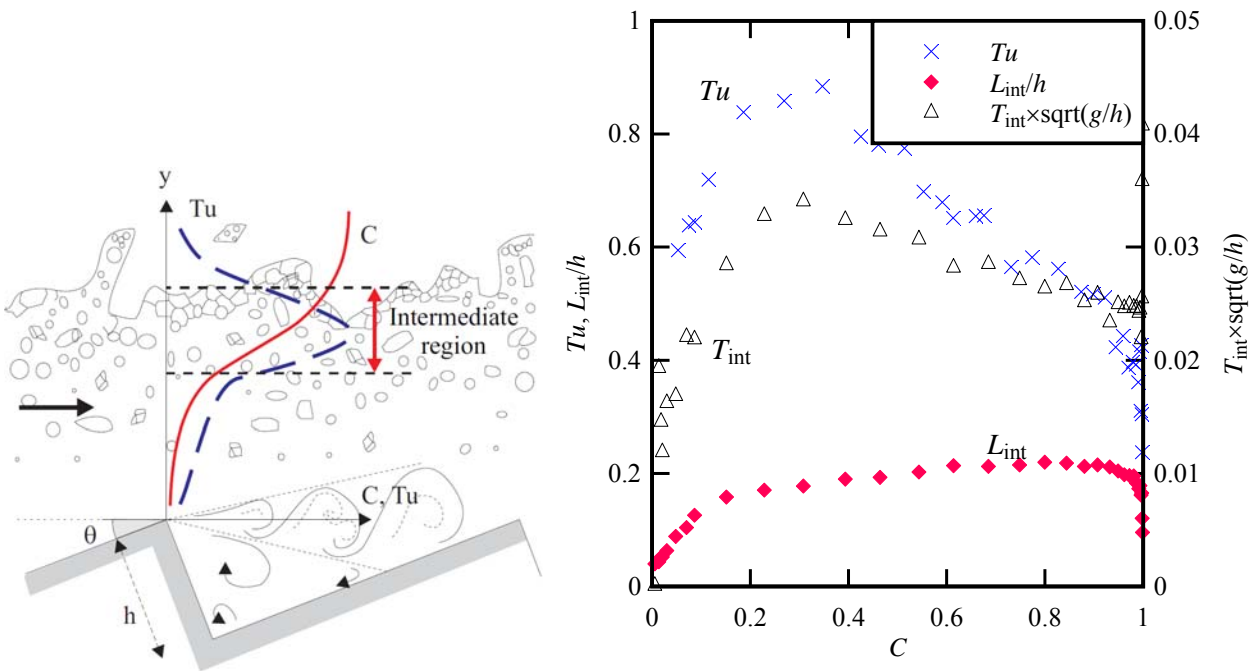 y
Tu
C
Intermediate
region
C, Tu
θ
h
1
0.8
0.6
0.4
0.2
0
Tu, L_int/h
0
0.2
0.4
0.6
0.8
1
C
0.05
0.04
0.03
0.02
0.01
0
T_int×sqrt(g/h)
Tu
L_int/h
T_int×sqrt(g/h)
Tu
T_int
L_int